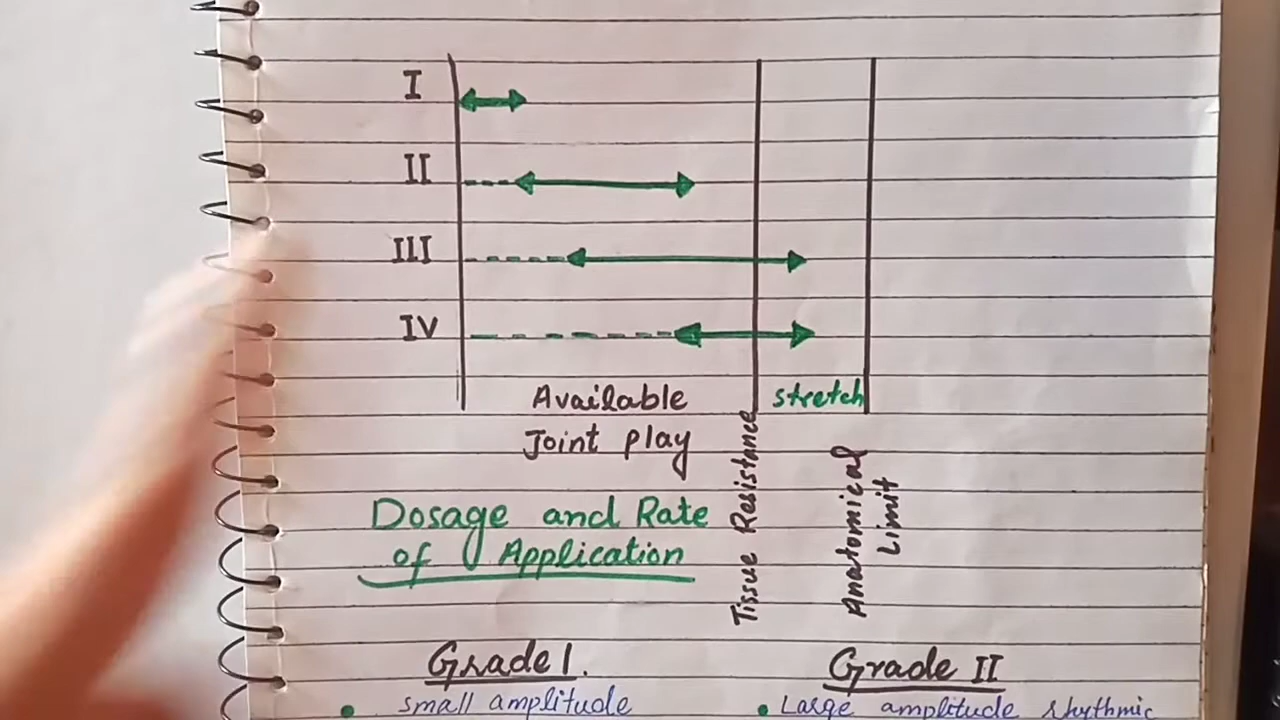 I
II
III
IV
Available
Joint play
stretch
Tissue Resistance
Anatomical
Limit
Dosage and Rate
of Application
Grade I.
Grade II
• small amplitude
• Large amplitude rhythmic